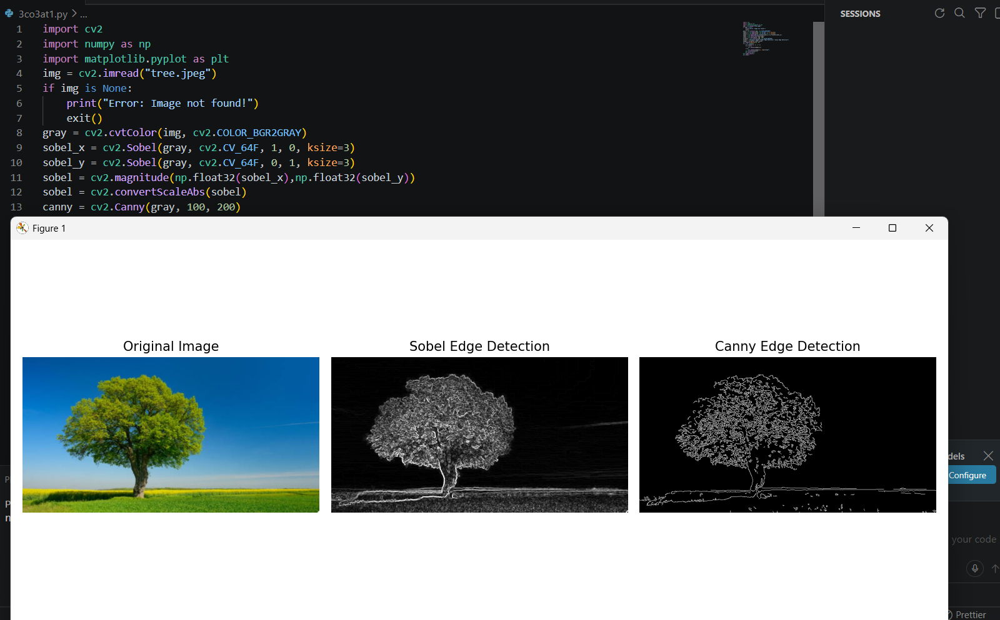 3co3at1.py > ...
SESSIONS
1 import cv2
2 import numpy as np
3 import matplotlib.pyplot as plt
4 img = cv2.imread("tree.jpeg")
5 if img is None:
6     print("Error: Image not found!")
7     exit()
8 gray = cv2.cvtColor(img, cv2.COLOR_BGR2GRAY)
9 sobel_x = cv2.Sobel(gray, cv2.CV_64F, 1, 0, ksize=3)
10 sobel_y = cv2.Sobel(gray, cv2.CV_64F, 0, 1, ksize=3)
11 sobel = cv2.magnitude(np.float32(sobel_x),np.float32(sobel_y))
12 sobel = cv2.convertScaleAbs(sobel)
13 canny = cv2.Canny(gray, 100, 200)
Figure 1
Original Image
Sobel Edge Detection
Canny Edge Detection
dels
Configure
P
P
n
your code
Prettier